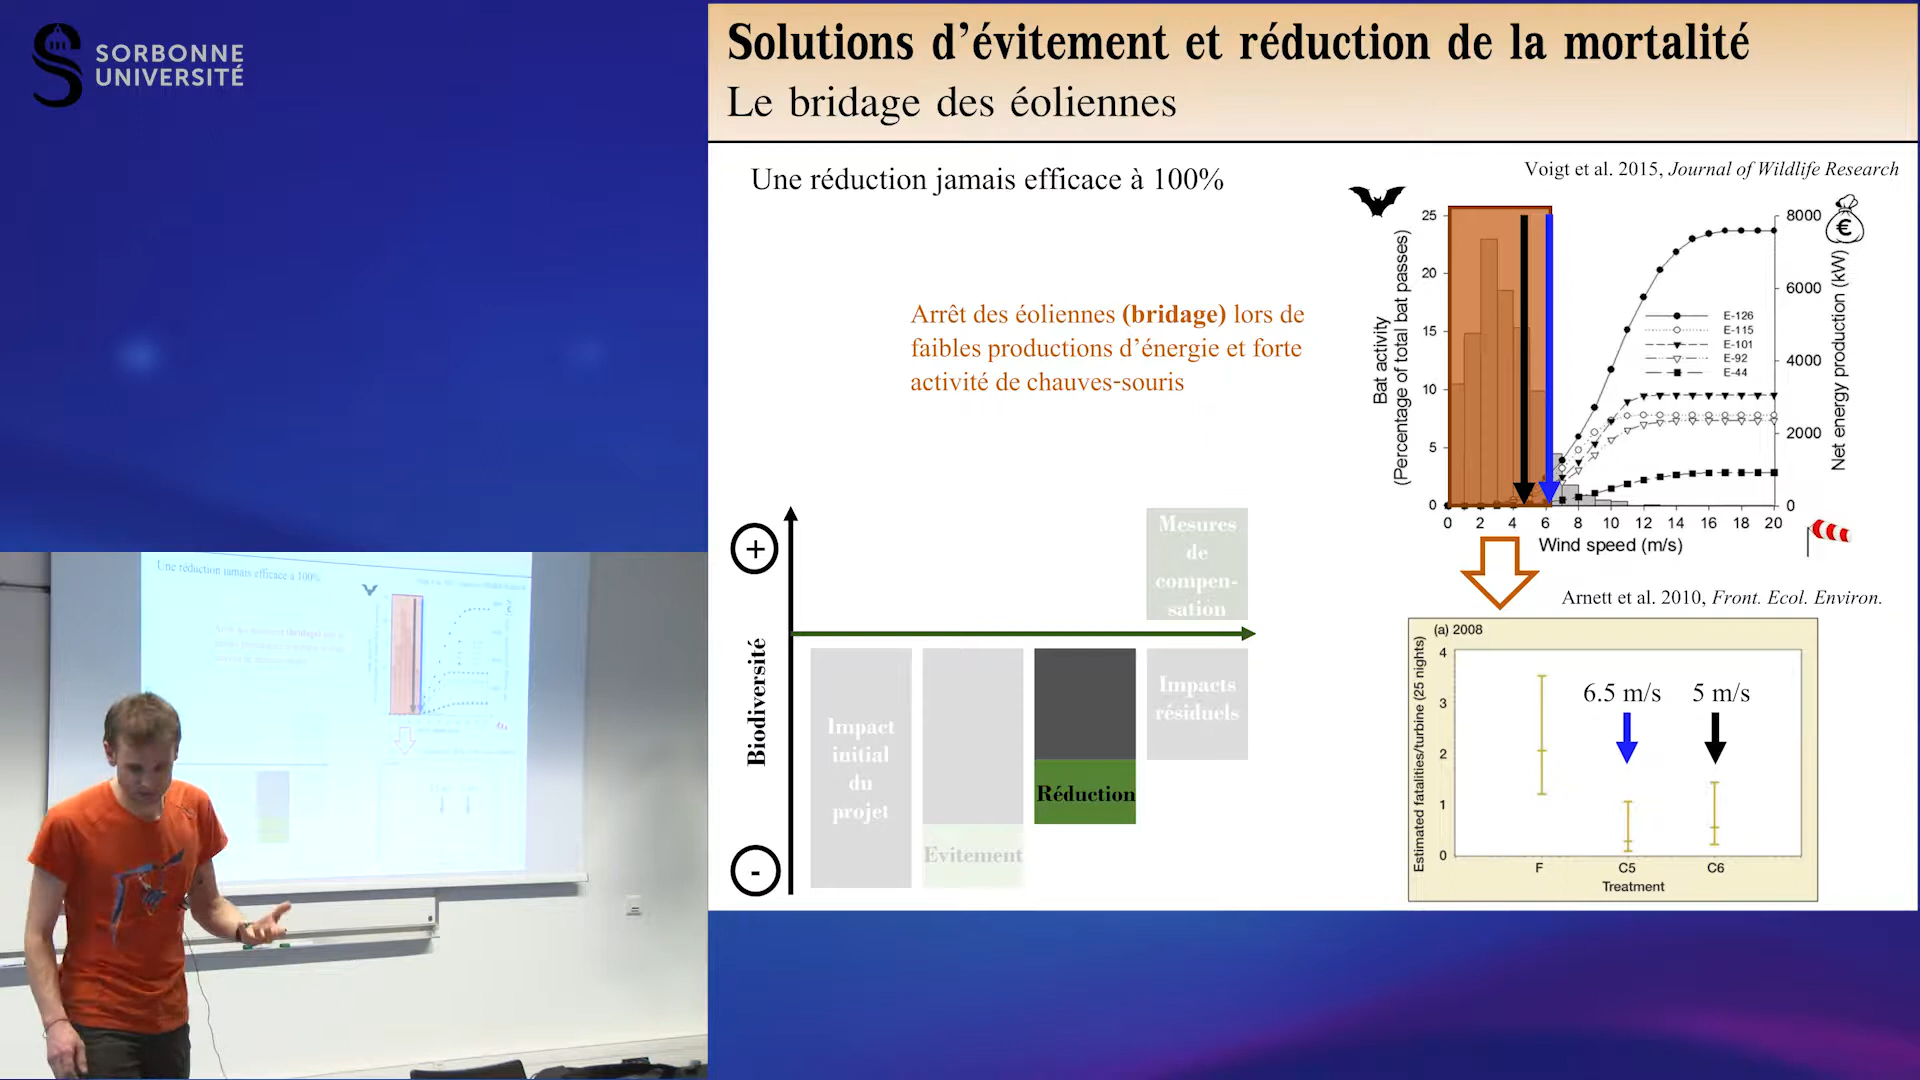 SORBONNE
UNIVERSITÉ
Solutions d'évitement et réduction de la mortalité
Le bridage des éoliennes
Une réduction jamais efficace à 100%
Voigt et al. 2015, Journal of Wildlife Research
Arrêt des éoliennes (bridage) lors de
faibles productions d'énergie et forte
activité de chauves-souris
Bat activity
(Percentage of total bat passes)
25
20
15
10
5
0
0 2 4 6 8 10 12 14 16 18 20
Wind speed (m/s)
8000
6000
4000
2000
0
Net energy production (kW)
€
E-126
E-115
E-101
E-92
E-44
Arnett et al. 2010, Front. Ecol. Environ.
(a) 2008
Estimated fatalities/turbine (25 nights)
4
3
2
1
0
6.5 m/s 5 m/s
F C5 C6
Treatment
+
-
Biodiversité
Impact
initial
du
projet
Evitement
Réduction
Mesures
de
compen-
sation
Impacts
résiduels
Une réduction jamais efficace à 100%